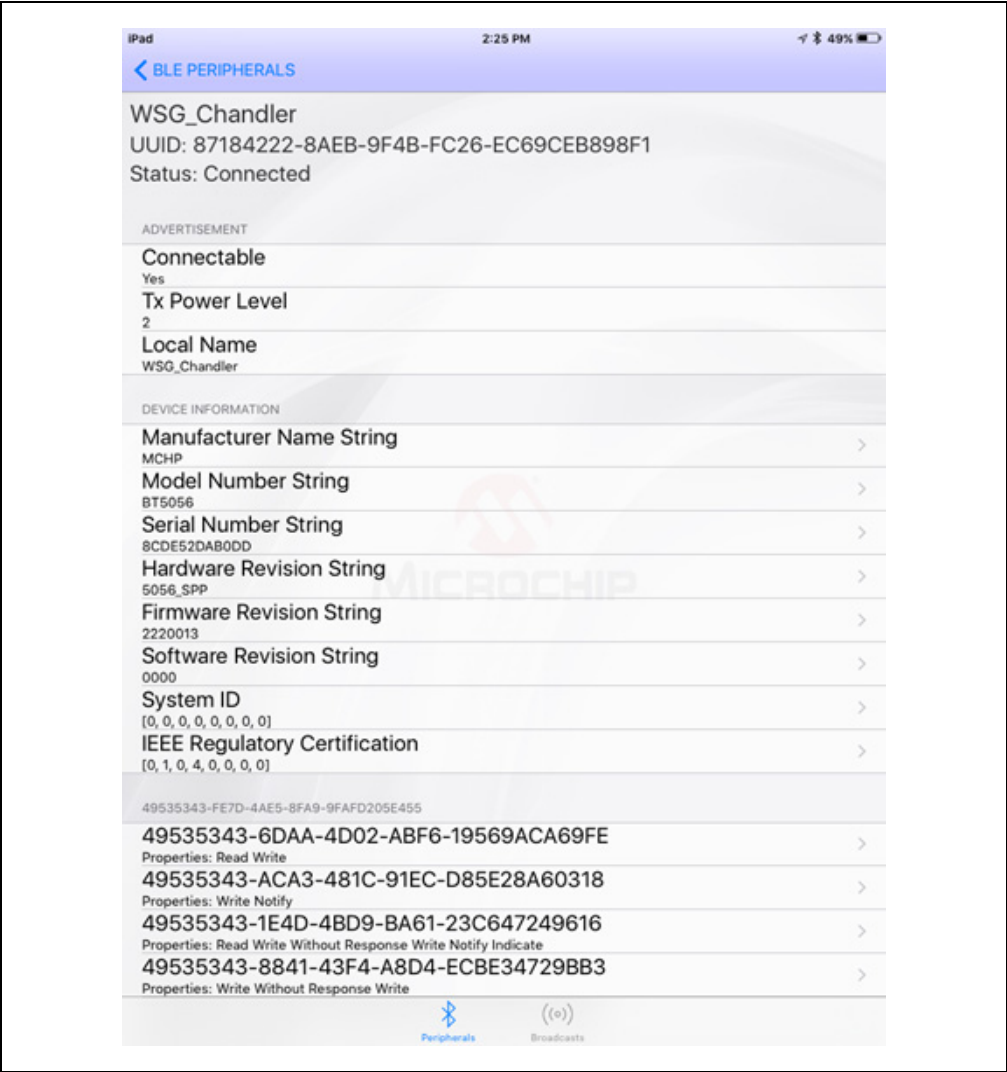 iPad 2:25 PM 49%
BLE PERIPHERALS
WSG_Chandler
UUID: 87184222-8AEB-9F4B-FC26-EC69CEB898F1
Status: Connected
ADVERTISEMENT
Connectable
Yes
Tx Power Level
2
Local Name
WSG_Chandler
DEVICE INFORMATION
Manufacturer Name String
MCHP
Model Number String
BT5056
Serial Number String
8CDE52DAB0DD
Hardware Revision String
5056_SPP
MICROCHIP
Firmware Revision String
2220013
Software Revision String
0000
System ID
[0, 0, 0, 0, 0, 0, 0, 0]
IEEE Regulatory Certification
[0, 1, 0, 4, 0, 0, 0, 0]
49535343-FE7D-4AE5-8FA9-9FAFD205E455
49535343-6DAA-4D02-ABF6-19569ACA69FE
Properties: Read Write
49535343-ACA3-481C-91EC-D85E28A60318
Properties: Write Notify
49535343-1E4D-4BD9-BA61-23C647249616
Properties: Read Write Without Response Write Notify Indicate
49535343-8841-43F4-A8D4-ECBE34729BB3
Properties: Write Without Response Write
Peripherals Broadcasts